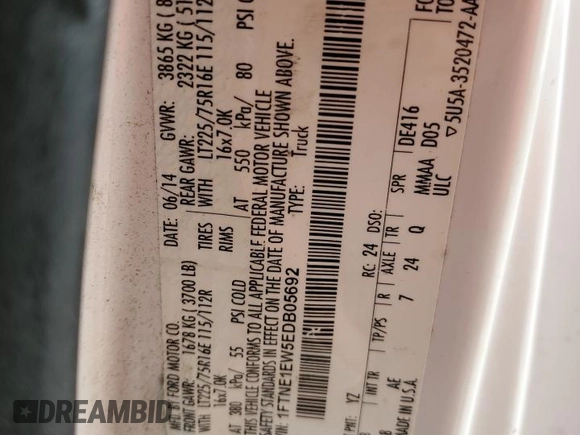 MFD. BY FORD MOTOR CO.
DATE: 06/14 GVWR: 3865 KG ( 8
FRONT GAWR: 1678 KG ( 3700 LB) REAR GAWR: 2322 KG ( 51
WITH LT225/75R16E 115/112R TIRES WITH LT225/75R16E 115/112
16x7.0K RIMS 16x7.0K
AT 380 kPa/ 55 PSI COLD AT 550 kPa/ 80 PSI CO
THIS VEHICLE CONFORMS TO ALL APPLICABLE FEDERAL MOTOR VEHICLE
SAFETY STANDARDS IN EFFECT ON THE DATE OF MANUFACTURE SHOWN ABOVE.
VIN: 1FTNE1EW5EDB05692 TYPE: Truck
PNT: YZ RC: 24 DSO: FO
INT TR TP/PS R AXLE TR SPR
AE 7 24 Q DE416
MMAA D05
MADE IN U.S.A. ULC ▽5U5A-3520472-AA
DREAMBID